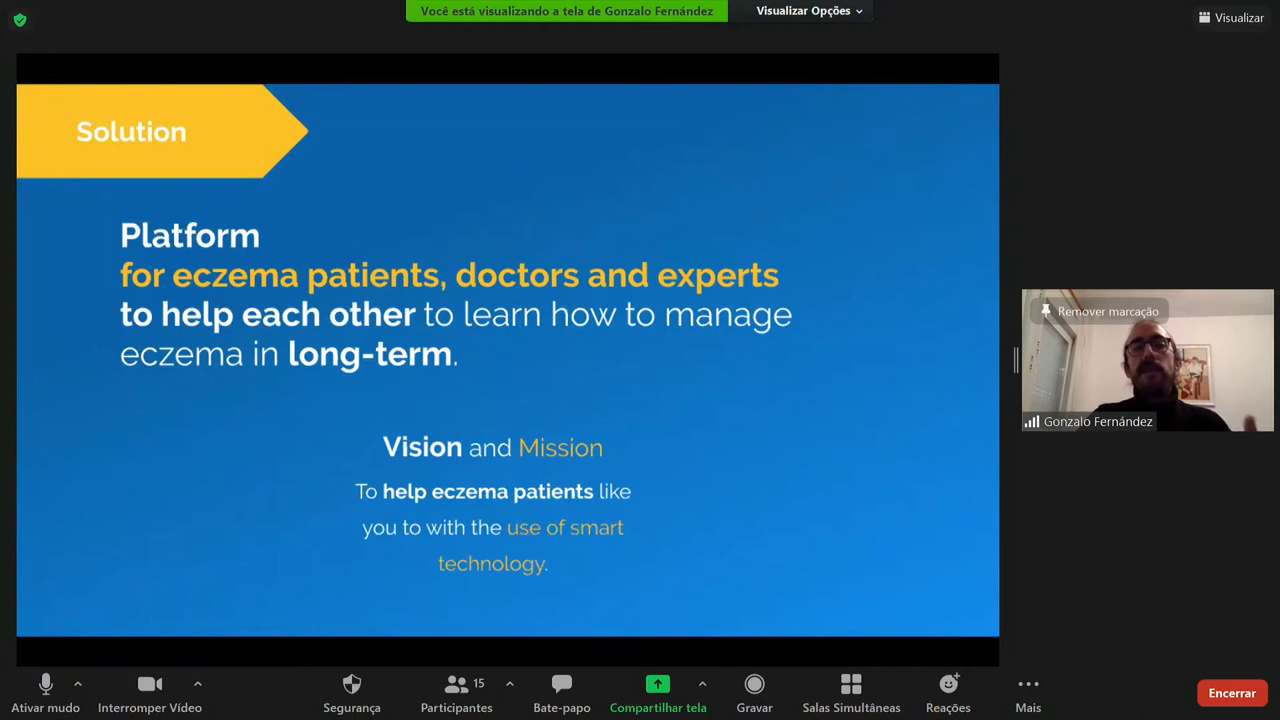 Você está visualizando a tela de Gonzalo Fernández
Visualizar Opções
Visualizar
Solution
Platform
for eczema patients, doctors and experts
to help each other to learn how to manage
eczema in long-term.
Vision and Mission
To help eczema patients like
you to with the use of smart
technology.
Remover marcação
Gonzalo Fernández
Ativar mudo
Interromper Vídeo
Segurança
15
Participantes
Bate-papo
Compartilhar tela
Gravar
Salas Simultâneas
Reações
Mais
Encerrar